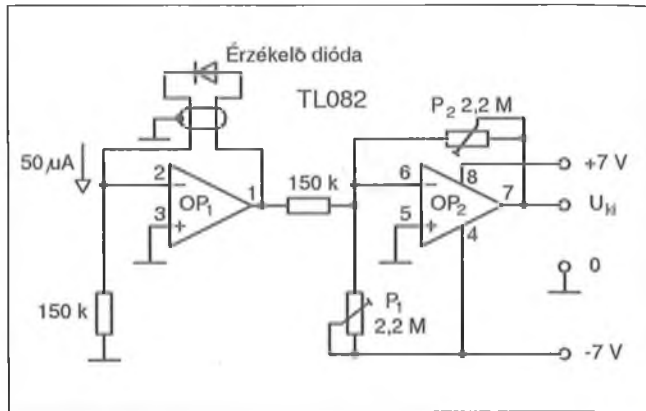 Érzékelő dióda
TL082
P₂ 2,2 M
50 µA
2
3
OP₁
1
150 k
6
5
OP₂
8
7
4
+7 V
Uki
0
150 k
P₁
2,2 M
-7 V